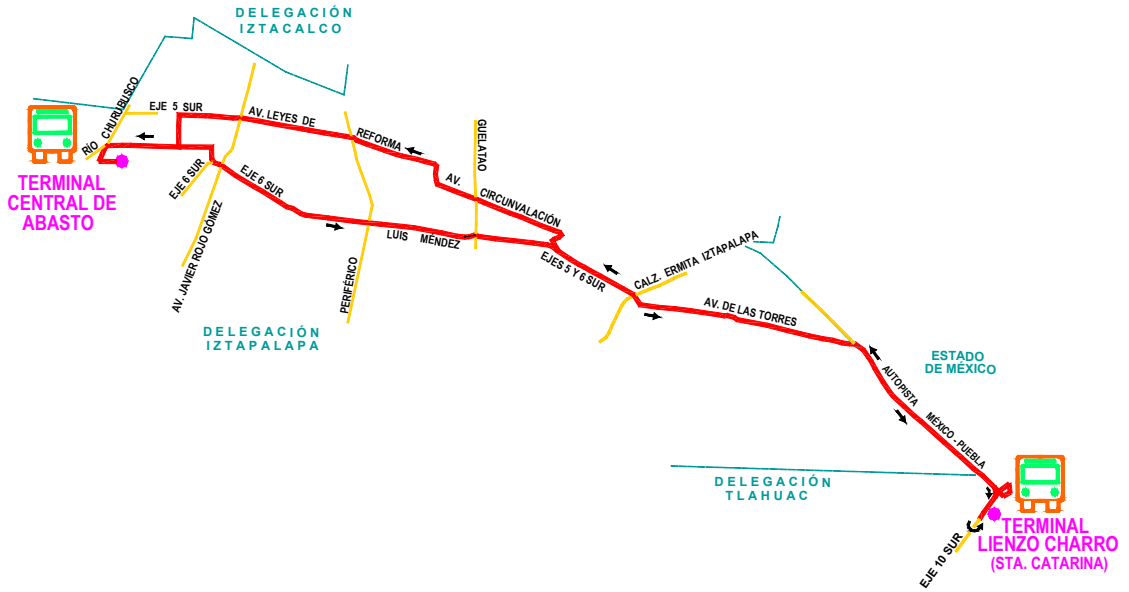 DELEGACIÓN
IZTACALCO
RÍO CHURUBUSCO
EJE 5 SUR
AV. LEYES DE
REFORMA
GUELATAO
AV.
CIRCUNVALACIÓN
TERMINAL
CENTRAL DE
ABASTO
EJE 6 SUR
EJE 6 SUR
AV. JAVIER ROJO GÓMEZ
PERIFÉRICO
LUIS MÉNDEZ
EJES 5 Y 6 SUR
CALZ. ERMITA IZTAPALAPA
AV. DE LAS TORRES
DELEGACIÓN
IZTAPALAPA
ESTADO
DE MÉXICO
AUTOPISTA
MÉXICO - PUEBLA
DELEGACIÓN
TLAHUAC
EJE 10 SUR
TERMINAL
LIENZO CHARRO
(STA. CATARINA)